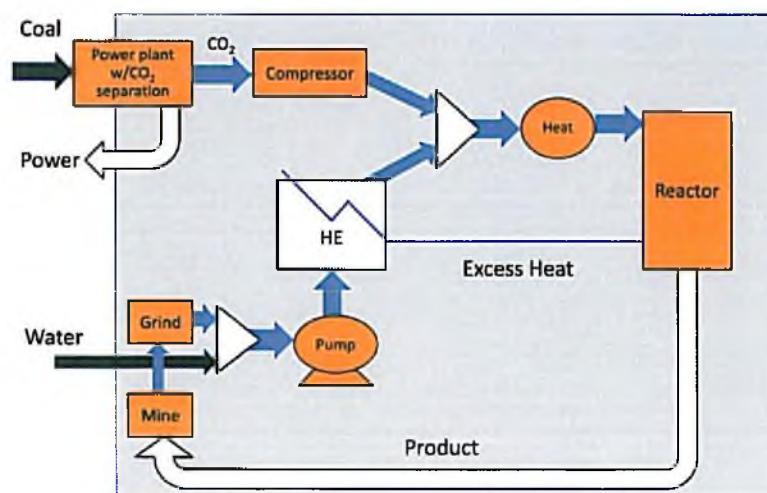 Coal
Power plant
w/CO₂
separation
CO₂
Compressor
Heat
Power
Reactor
HE
Excess Heat
Grind
Water
Pump
Mine
Product